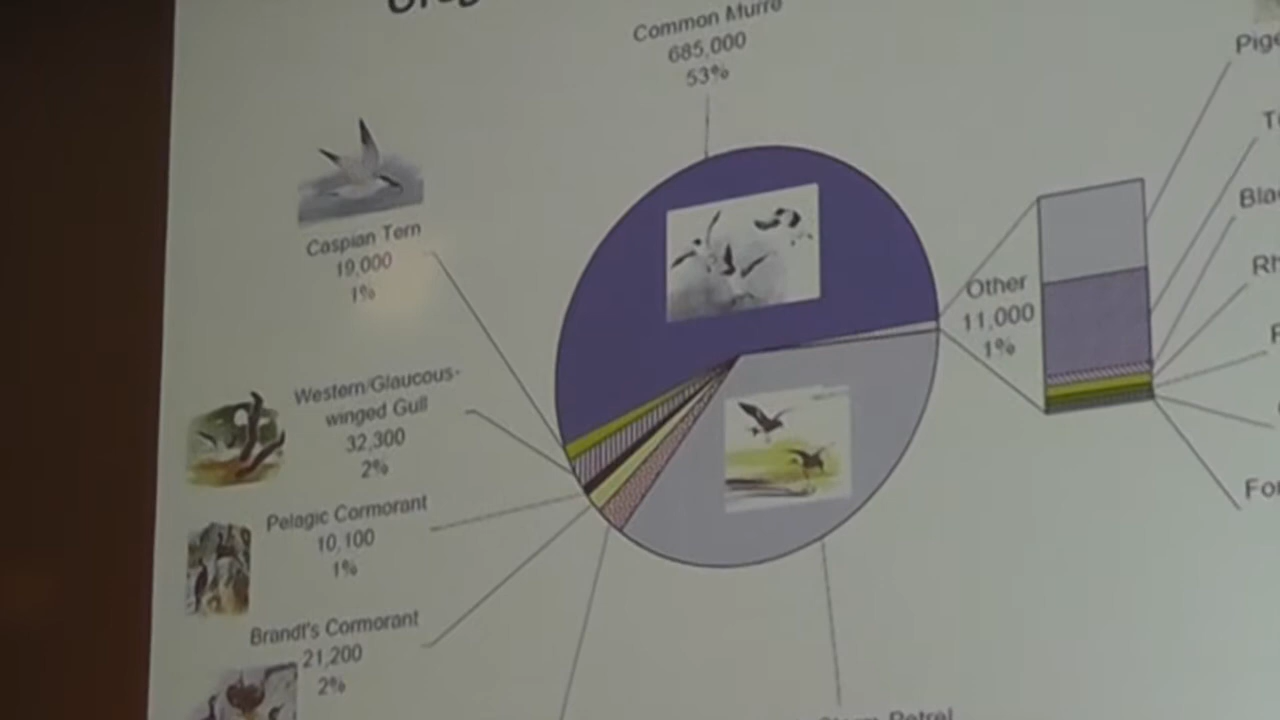 Common Murre
685,000
53%
Caspian Tern
19,000
1%
Western/Glaucous-
winged Gull
32,300
2%
Pelagic Cormorant
10,100
1%
Brandt's Cormorant
21,200
2%
Other
11,000
1%